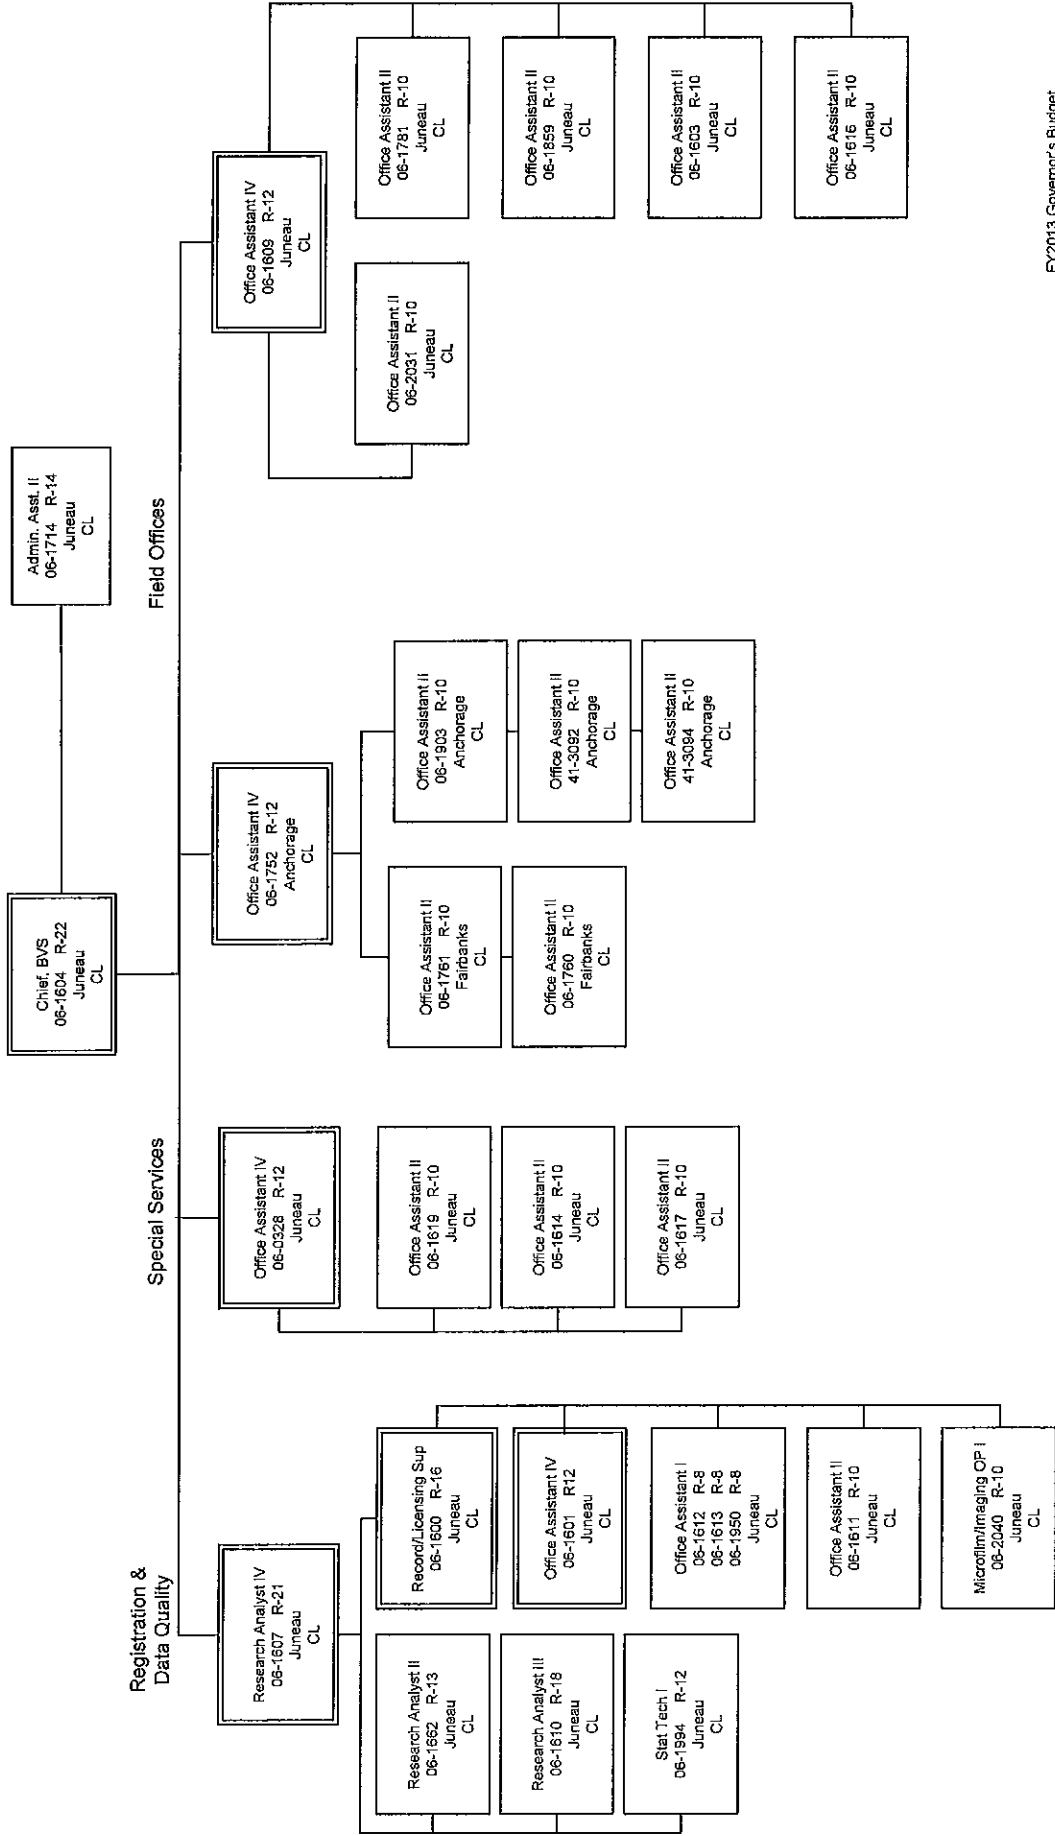 Chief, BVS
06-1604 R-22
Juneau
CL
Admin. Asst. II
06-1714 R-14
Juneau
CL
Registration &
Data Quality
Special Services
Field Offices
Research Analyst IV
06-1607 R-21
Juneau
CL
Research Analyst II
06-1662 R-13
Juneau
CL
Research Analyst III
06-1610 R-18
Juneau
CL
Stat Tech I
06-1994 R-12
Juneau
CL
Record/Licensing Sup
06-1600 R-16
Juneau
CL
Office Assistant IV
06-1601 R12
Juneau
CL
Office Assistant I
06-1612 R-8
06-1613 R-8
06-1950 R-8
Juneau
CL
Office Assistant II
06-1611 R-10
Juneau
CL
Microfilm/Imaging OP I
06-2040 R-10
Juneau
CL
Office Assistant IV
06-0328 R-12
Juneau
CL
Office Assistant II
06-1619 R-10
Juneau
CL
Office Assistant II
06-1614 R-10
Juneau
CL
Office Assistant II
06-1617 R-10
Juneau
CL
Office Assistant IV
06-1752 R-12
Anchorage
CL
Office Assistant II
06-1761 R-10
Fairbanks
CL
Office Assistant II
06-1760 R-10
Fairbanks
CL
Office Assistant II
06-1903 R-10
Anchorage
CL
Office Assistant II
41-3092 R-10
Anchorage
CL
Office Assistant II
41-3094 R-10
Anchorage
CL
Office Assistant IV
06-1609 R-12
Juneau
CL
Office Assistant II
06-2031 R-10
Juneau
CL
Office Assistant II
06-1781 R-10
Juneau
CL
Office Assistant II
06-1859 R-10
Juneau
CL
Office Assistant II
06-1603 R-10
Juneau
CL
Office Assistant II
06-1616 R-10
Juneau
CL
FY2013 Governor's Budget